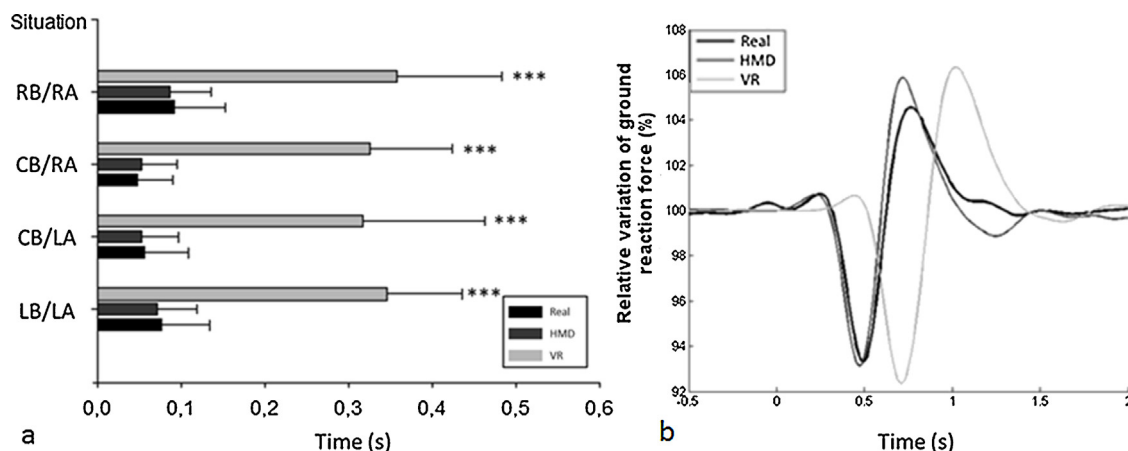 Situation
RB/RA
CB/RA
CB/LA
LB/LA
***
***
***
***
Real
HMD
VR
0,0 0,1 0,2 0,3 0,4 0,5 0,6
Time (s)
a
Relative variation of ground
reaction force (%)
108
106
104
102
100
98
96
94
92
Real
HMD
VR
-0.5 0 0.5 1 1.5 2
Time (s)
b